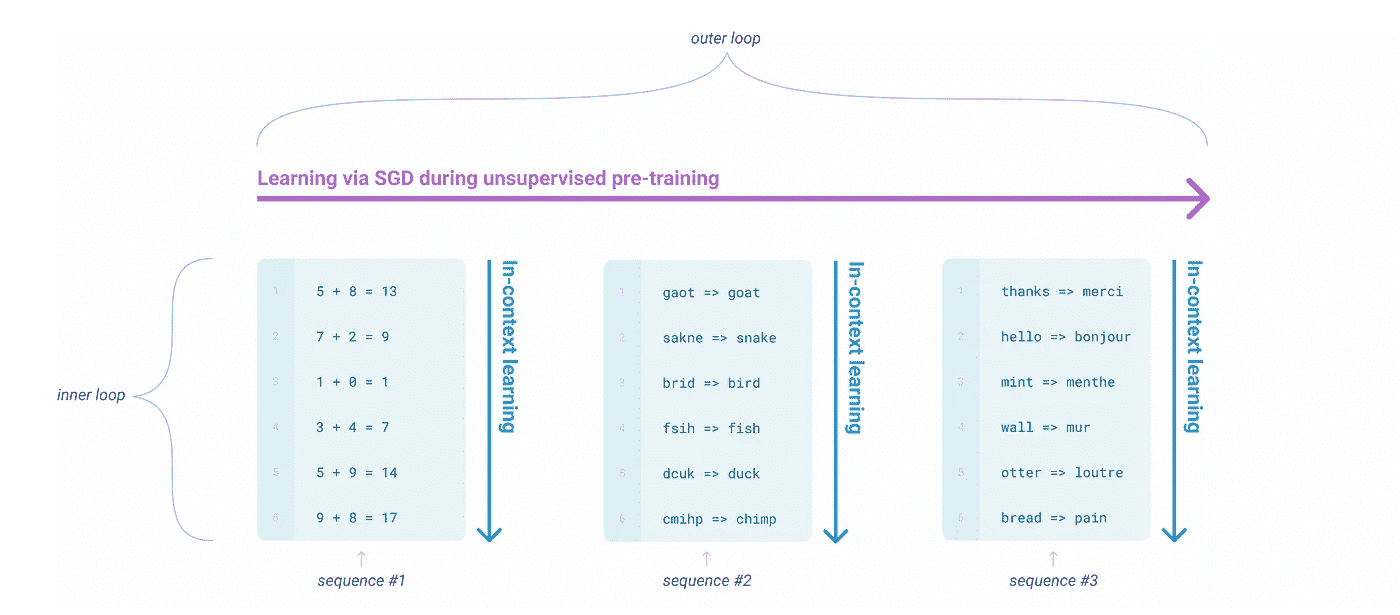 outer loop
Learning via SGD during unsupervised pre-training
inner loop
1 5 + 8 = 13
2 7 + 2 = 9
3 1 + 0 = 1
4 3 + 4 = 7
5 5 + 9 = 14
6 9 + 8 = 17
In-context learning
sequence #1
1 gaot => goat
2 sakne => snake
3 brid => bird
4 fsih => fish
5 dcuk => duck
6 cmihp => chimp
In-context learning
sequence #2
1 thanks => merci
2 hello => bonjour
3 mint => menthe
4 wall => mur
5 otter => loutre
6 bread => pain
In-context learning
sequence #3